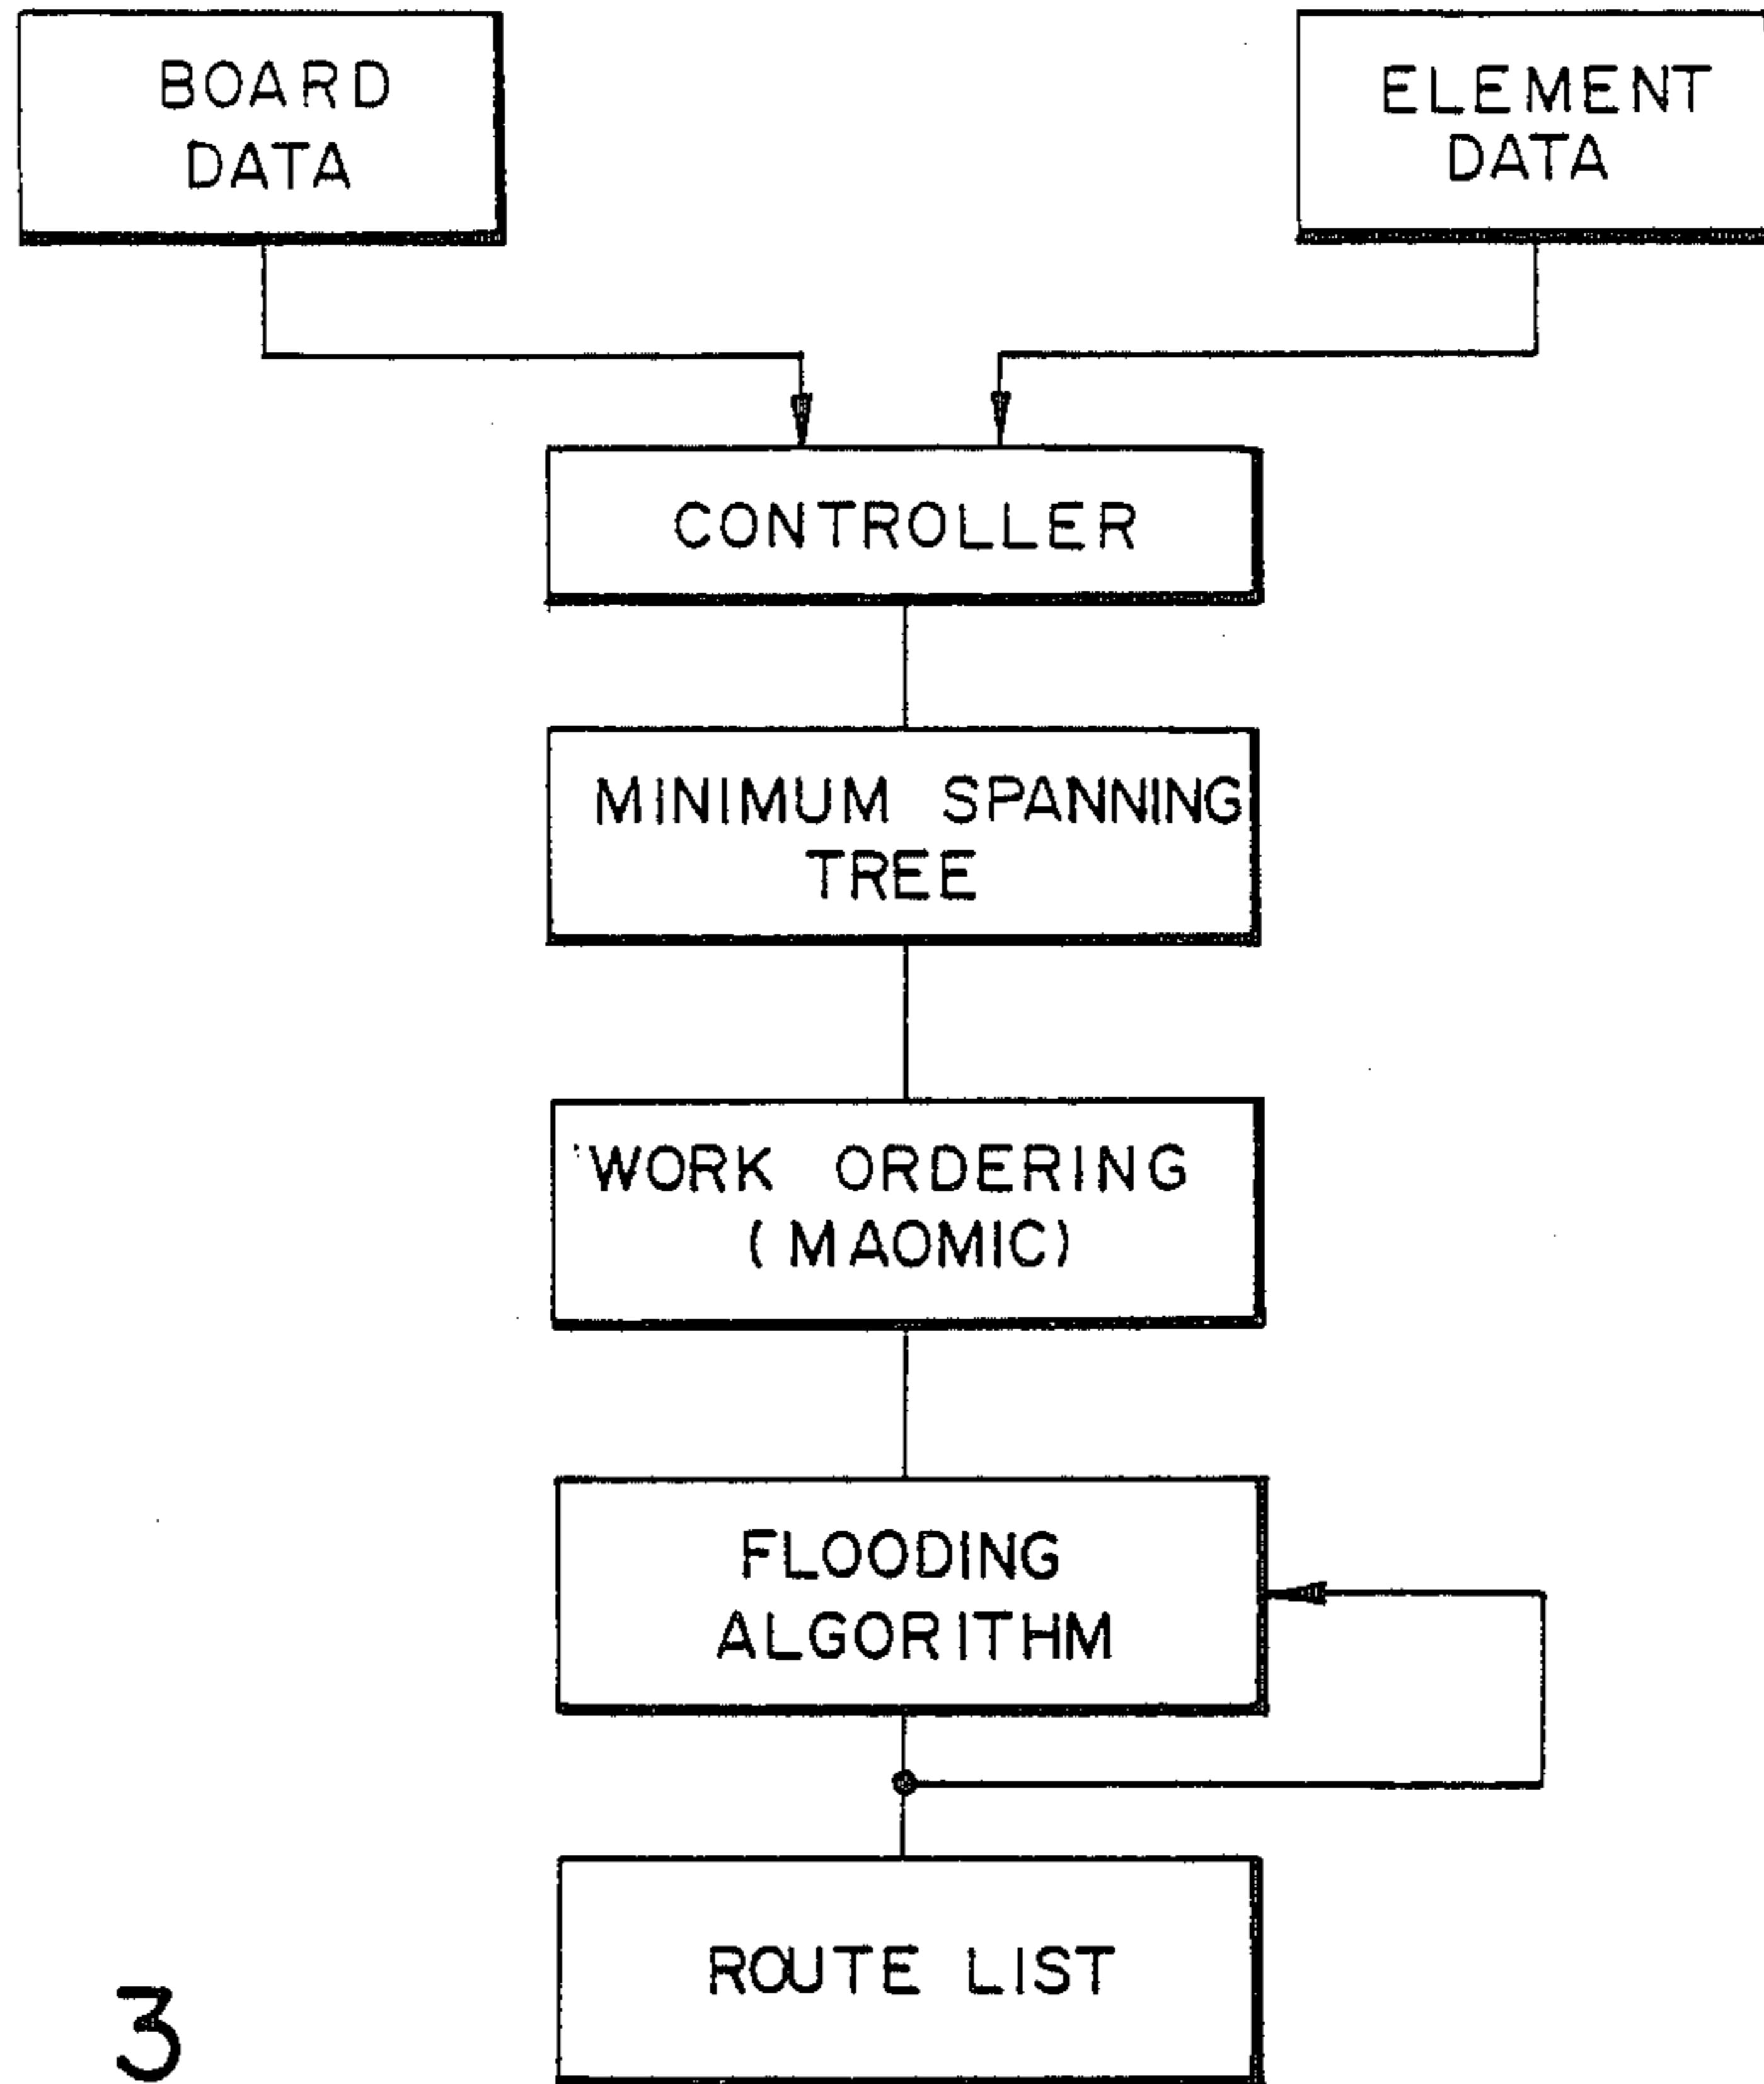 BOARD
DATA
ELEMENT
DATA
CONTROLLER
MINIMUM SPANNING
TREE
WORK ORDERING
(MAOMIC)
FLOODING
ALGORITHM
ROUTE LIST
3